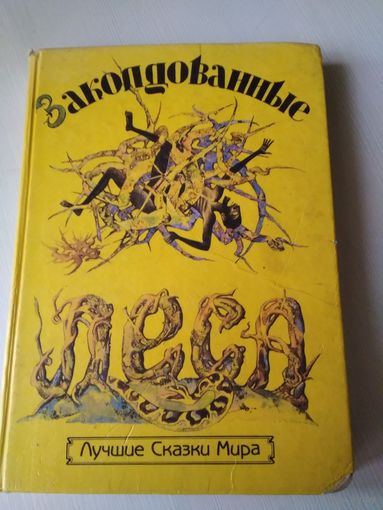 Заколдованные
леса
Лучшие Сказки Мира